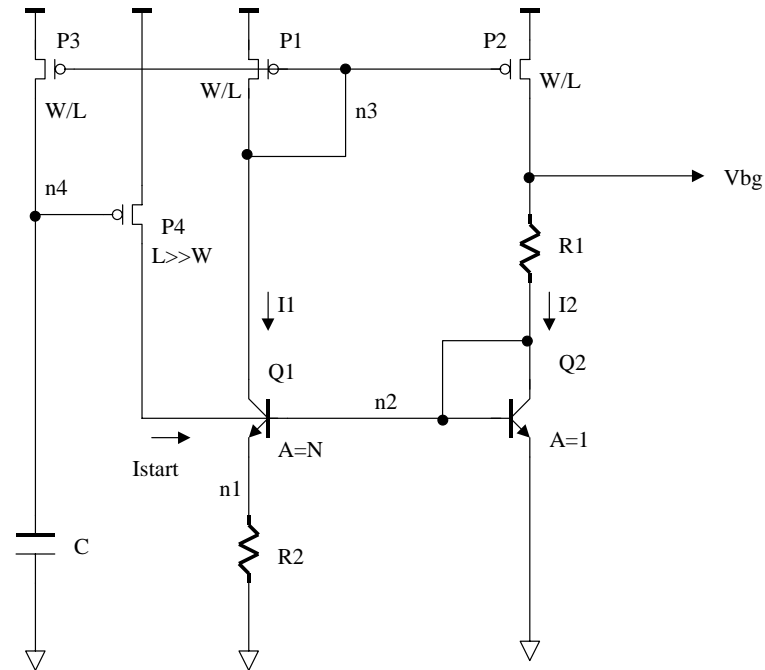 P3
P1
P2
W/L
W/L
W/L
n3
n4
Vbg
P4
L>>W
R1
I1
I2
Q1
Q2
n2
Istart
A=N
A=1
n1
C
R2